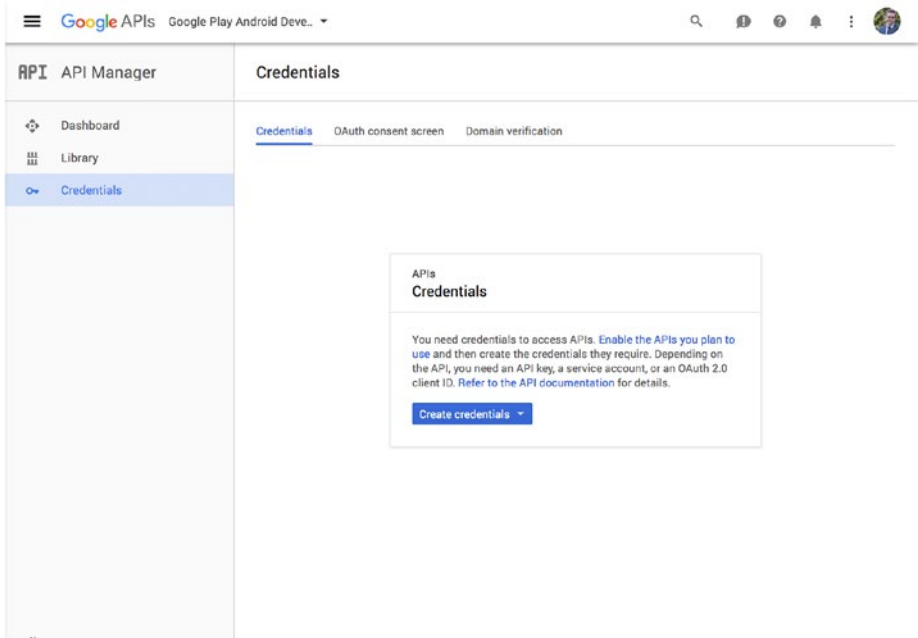 Google APIs Google Play Android Deve..
API API Manager
Credentials
Dashboard
Library
Credentials
Credentials OAuth consent screen Domain verification
APIs
Credentials
You need credentials to access APIs. Enable the APIs you plan to
use and then create the credentials they require. Depending on
the API, you need an API key, a service account, or an OAuth 2.0
client ID. Refer to the API documentation for details.
Create credentials